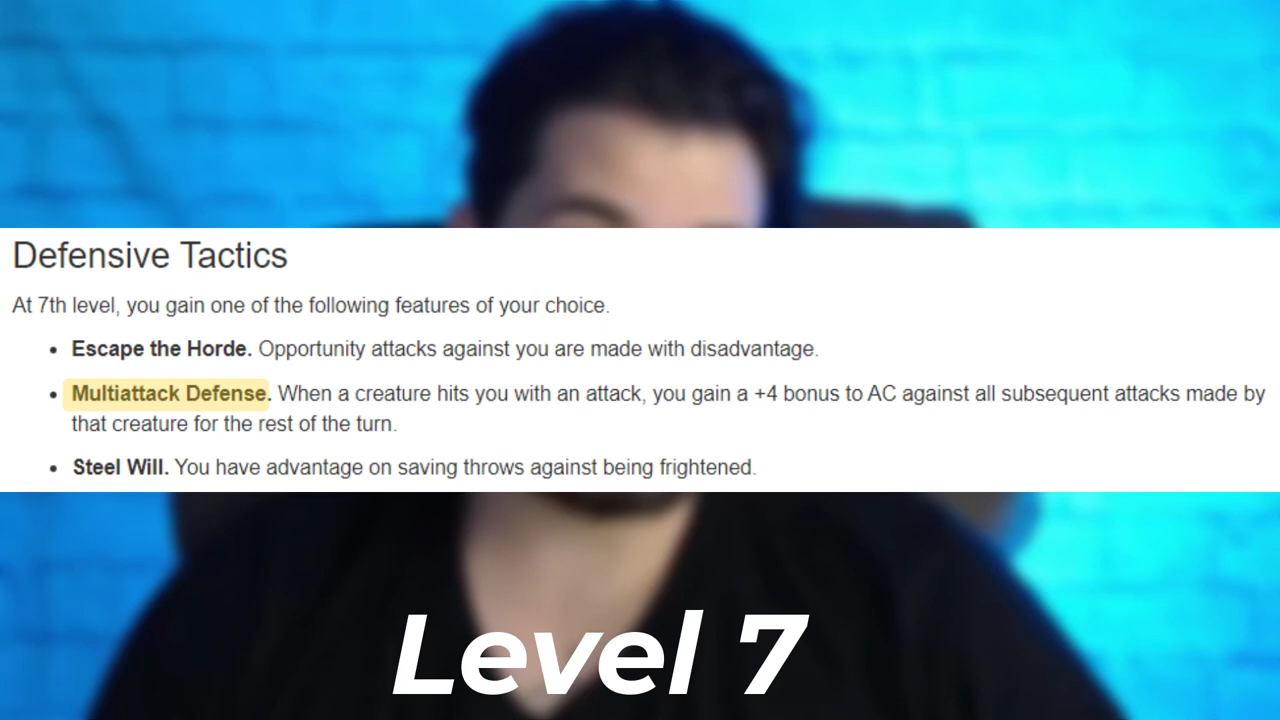 Defensive Tactics
At 7th level, you gain one of the following features of your choice.
• Escape the Horde. Opportunity attacks against you are made with disadvantage.
• Multiattack Defense. When a creature hits you with an attack, you gain a +4 bonus to AC against all subsequent attacks made by
that creature for the rest of the turn.
• Steel Will. You have advantage on saving throws against being frightened.
Level 7